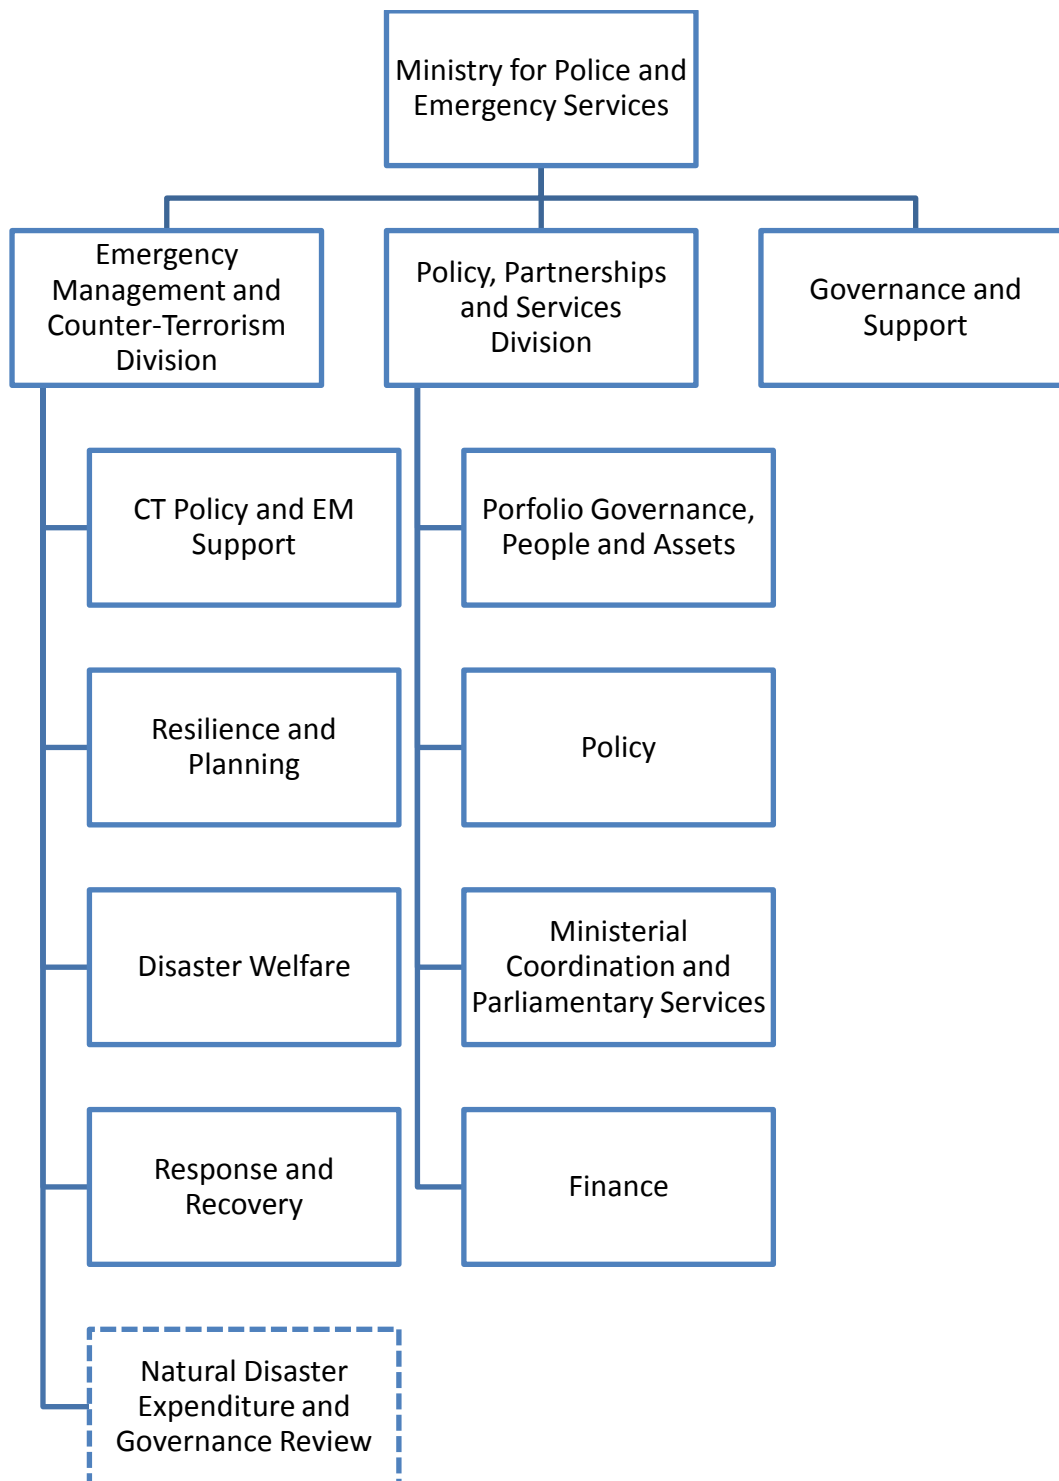 Ministry for Police and
Emergency Services
Emergency
Management and
Counter-Terrorism
Division
Policy, Partnerships
and Services
Division
Governance and
Support
CT Policy and EM
Support
Porfolio Governance,
People and Assets
Resilience and
Planning
Policy
Disaster Welfare
Ministerial
Coordination and
Parliamentary Services
Response and
Recovery
Finance
Natural Disaster
Expenditure and
Governance Review